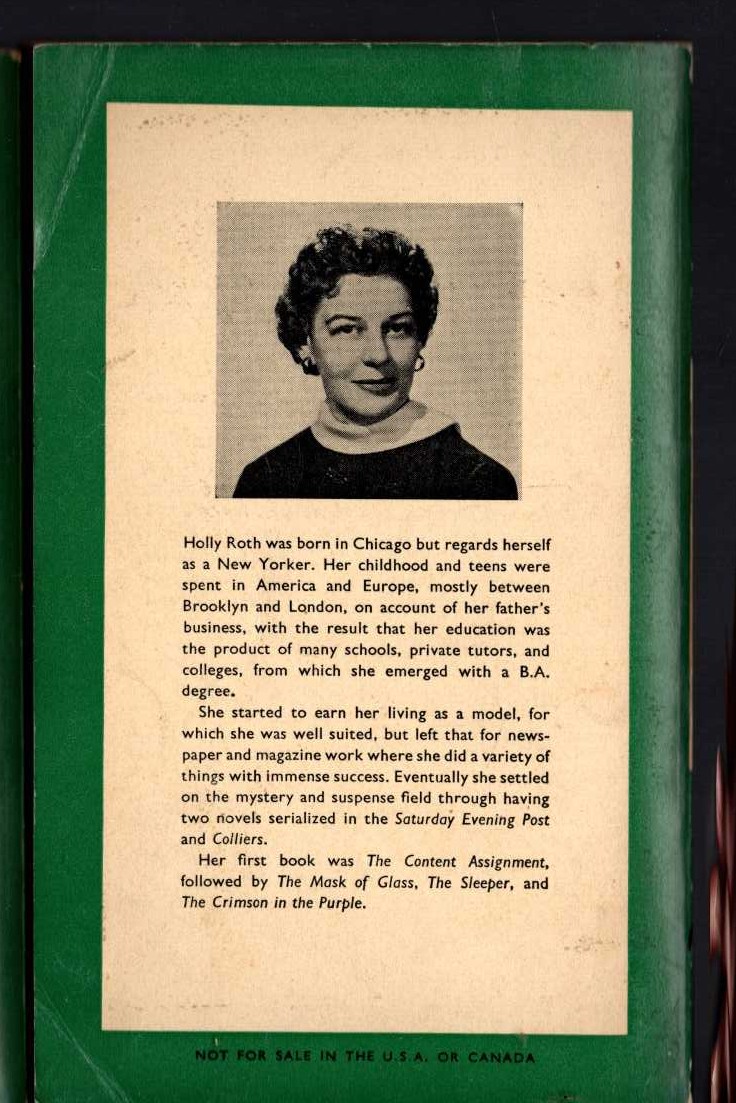 Holly Roth was born in Chicago but regards herself
as a New Yorker. Her childhood and teens were
spent in America and Europe, mostly between
Brooklyn and London, on account of her father's
business, with the result that her education was
the product of many schools, private tutors, and
colleges, from which she emerged with a B.A.
degree.
She started to earn her living as a model, for
which she was well suited, but left that for news-
paper and magazine work where she did a variety of
things with immense success. Eventually she settled
on the mystery and suspense field through having
two novels serialized in the Saturday Evening Post
and Colliers.
Her first book was The Content Assignment,
followed by The Mask of Glass, The Sleeper, and
The Crimson in the Purple.
NOT FOR SALE IN THE U.S.A. OR CANADA